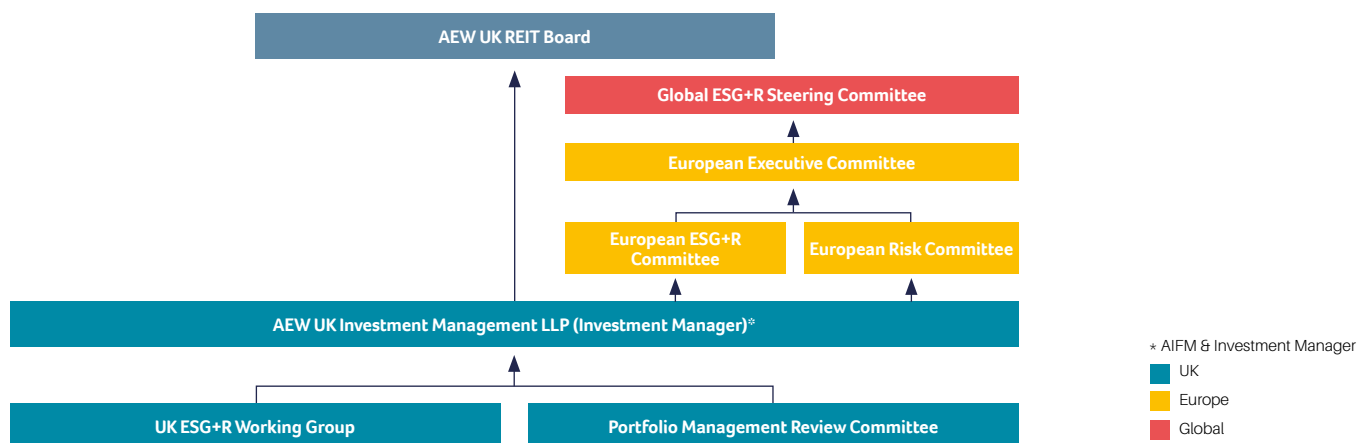 AEW UK REIT Board
Global ESG+R Steering Committee
European Executive Committee
European ESG+R
Committee
European Risk Committee
AEW UK Investment Management LLP (Investment Manager)*
UK ESG+R Working Group
Portfolio Management Review Committee
* AIFM & Investment Manager
UK
Europe
Global